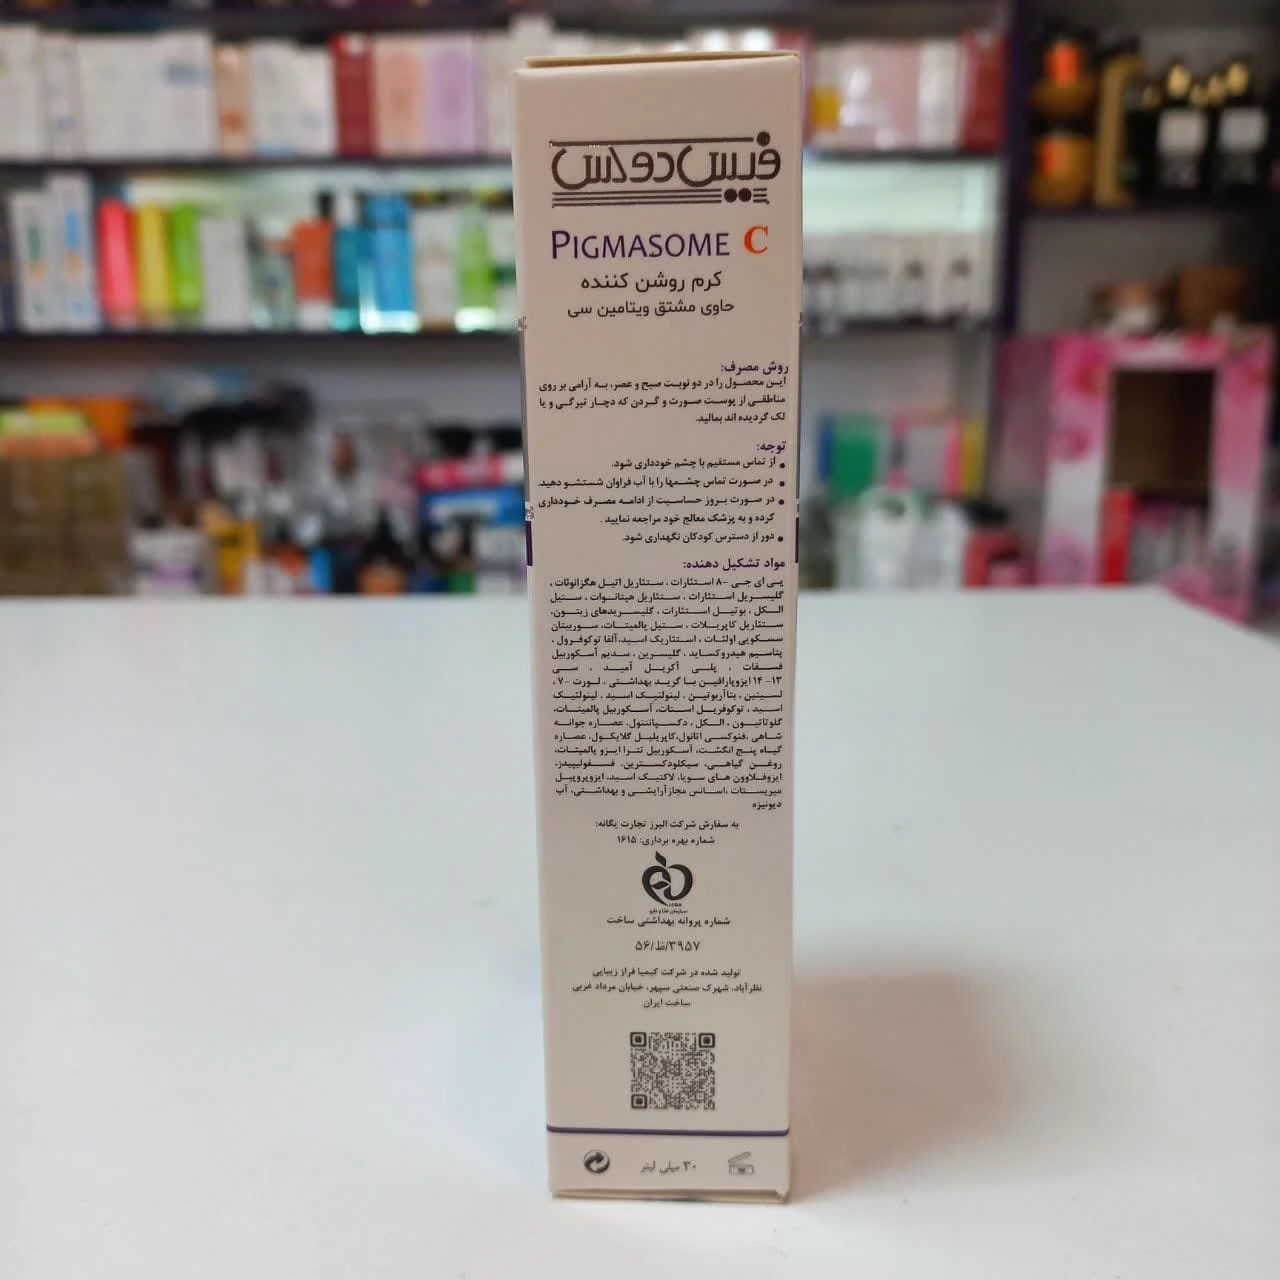 فیس دوکس
PIGMASOME C
کرم روشن کننده
حاوی مشتق ویتامین سی
روش مصرف:
این محصول را در دو نوبت صبح و عصر، به آرامی بر روی
مناطقی از پوست صورت و گردن که دچار تیرگی و یا
لک گردیده اند بمالید.
توجه:
• از تماس مستقیم با چشم خودداری شود.
• در صورت تماس چشمها را با آب فراوان شستشو دهید.
• در صورت بروز حساسیت از ادامه مصرف خودداری
کرده و به پزشک معالج خود مراجعه نمایید .
• دور از دسترس کودکان نگهداری شود.
مواد تشکیل دهنده:
پی ای جی -۸ استئارات ، ستئاریل اتیل هگزانوئات ،
گلیسریل استئارات ، ستئاریل هپتانوات ، ستیل
الکل ، بوتیل استئارات ، گلیسریدهای زیتون،
ستئاریل کاپریلات ، ستیل پالمیتات، سوربیتان
سسکویی اولئات ، استئاریک اسید، آلفا توکوفرول ،
پتاسیم هیدروکساید ، گلیسرین ، سدیم آسکوربیل
فسفات ، پلی آکریل آمید ، سی
۱۳- ۱۴ ایزوپارافین با گرید بهداشتی ، لورت -۷ ،
لسیتین ، بتاآربوتین ، لینولنیک اسید ، لینولئیک
اسید ، توکوفریل استات، آسکوربیل پالمیتات،
گلوتاتیون ، الکل ، دکسپانتنول، عصاره جوانه
شاهی ،فنوکسی اتانول،کاپریلیل گلایکول، عصاره
گیاه پنج انگشت، آسکوربیل تترا ایزو پالمیتات،
روغن گیاهی، سیکلودکسترین، فسفولیپیدز،
ایزوفلاوون های سویا، لاکتیک اسید، ایزوپروپیل
میریستات ،اسانس مجاز آرایشی و بهداشتی، آب
دیونیزه
به سفارش شرکت البرز تجارت یگانه:
شماره بهره برداری: ۱۶۱۵
سازمان غذا و دارو
شماره پروانه بهداشتی ساخت
۵۶/ظ/۳۹۵۷
تولید شده در شرکت کیمیا فراز زیبایی
نظرآباد، شهرک صنعتی سپهر، خیابان مرداد غربی
ساخت ایران
۳۰ میلی لیتر